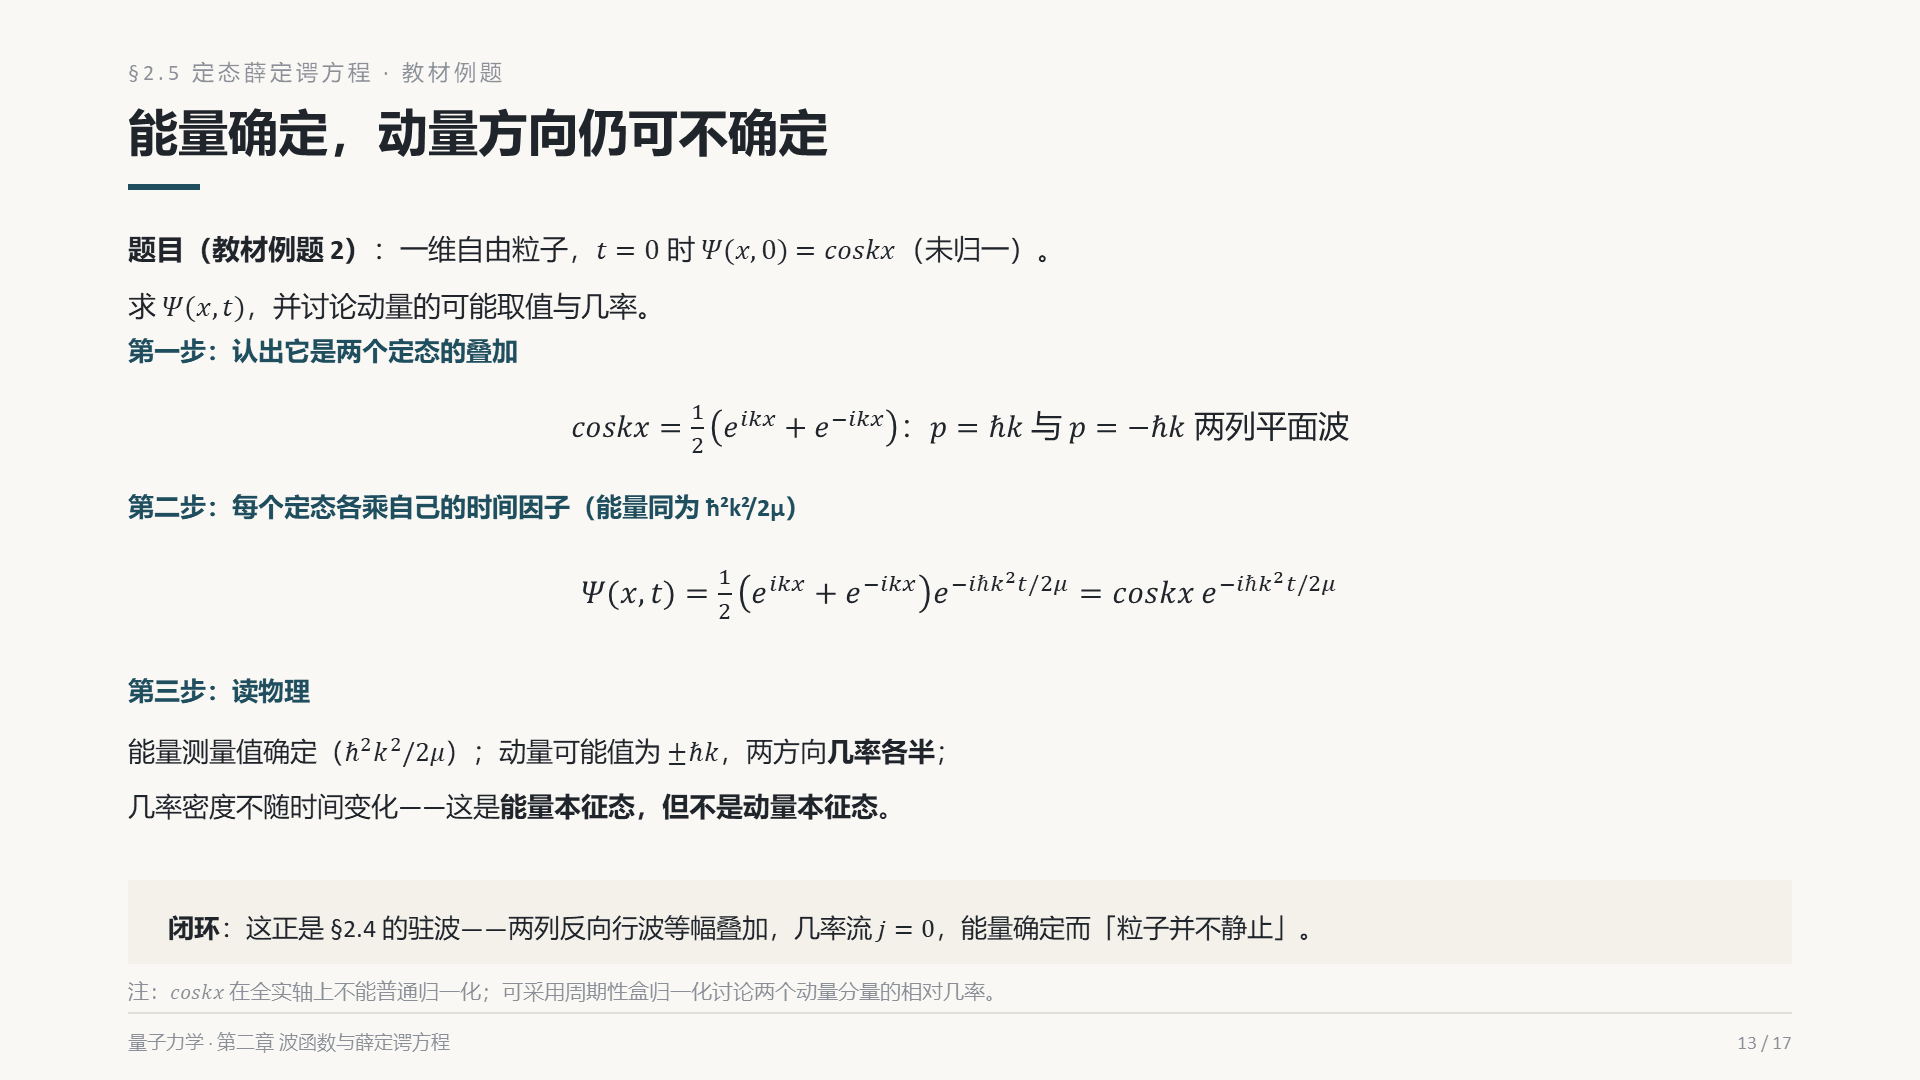 §2.5 定态薛定谔方程 · 教材例题
能量确定，动量方向仍可不确定
题目（教材例题 2）：一维自由粒子，t = 0 时 Ψ(x, 0) = coskx（未归一）。
求 Ψ(x, t)，并讨论动量的可能取值与几率。
第一步：认出它是两个定态的叠加
coskx = 1/2 (e^{ikx} + e^{−ikx})：p = ħk 与 p = −ħk 两列平面波
第二步：每个定态各乘自己的时间因子（能量同为 ħ²k²/2μ）
Ψ(x, t) = 1/2 (e^{ikx} + e^{−ikx})e^{−iħk²t/2μ} = coskx e^{−iħk²t/2μ}
第三步：读物理
能量测量值确定（ħ²k²/2μ）；动量可能值为 ±ħk，两方向几率各半；
几率密度不随时间变化——这是能量本征态，但不是动量本征态。
闭环：这正是 §2.4 的驻波——两列反向行波等幅叠加，几率流 j = 0，能量确定而「粒子并不静止」。
注：coskx 在全实轴上不能普通归一化；可采用周期性盒归一化讨论两个动量分量的相对几率。
量子力学 · 第二章 波函数与薛定谔方程
13 / 17